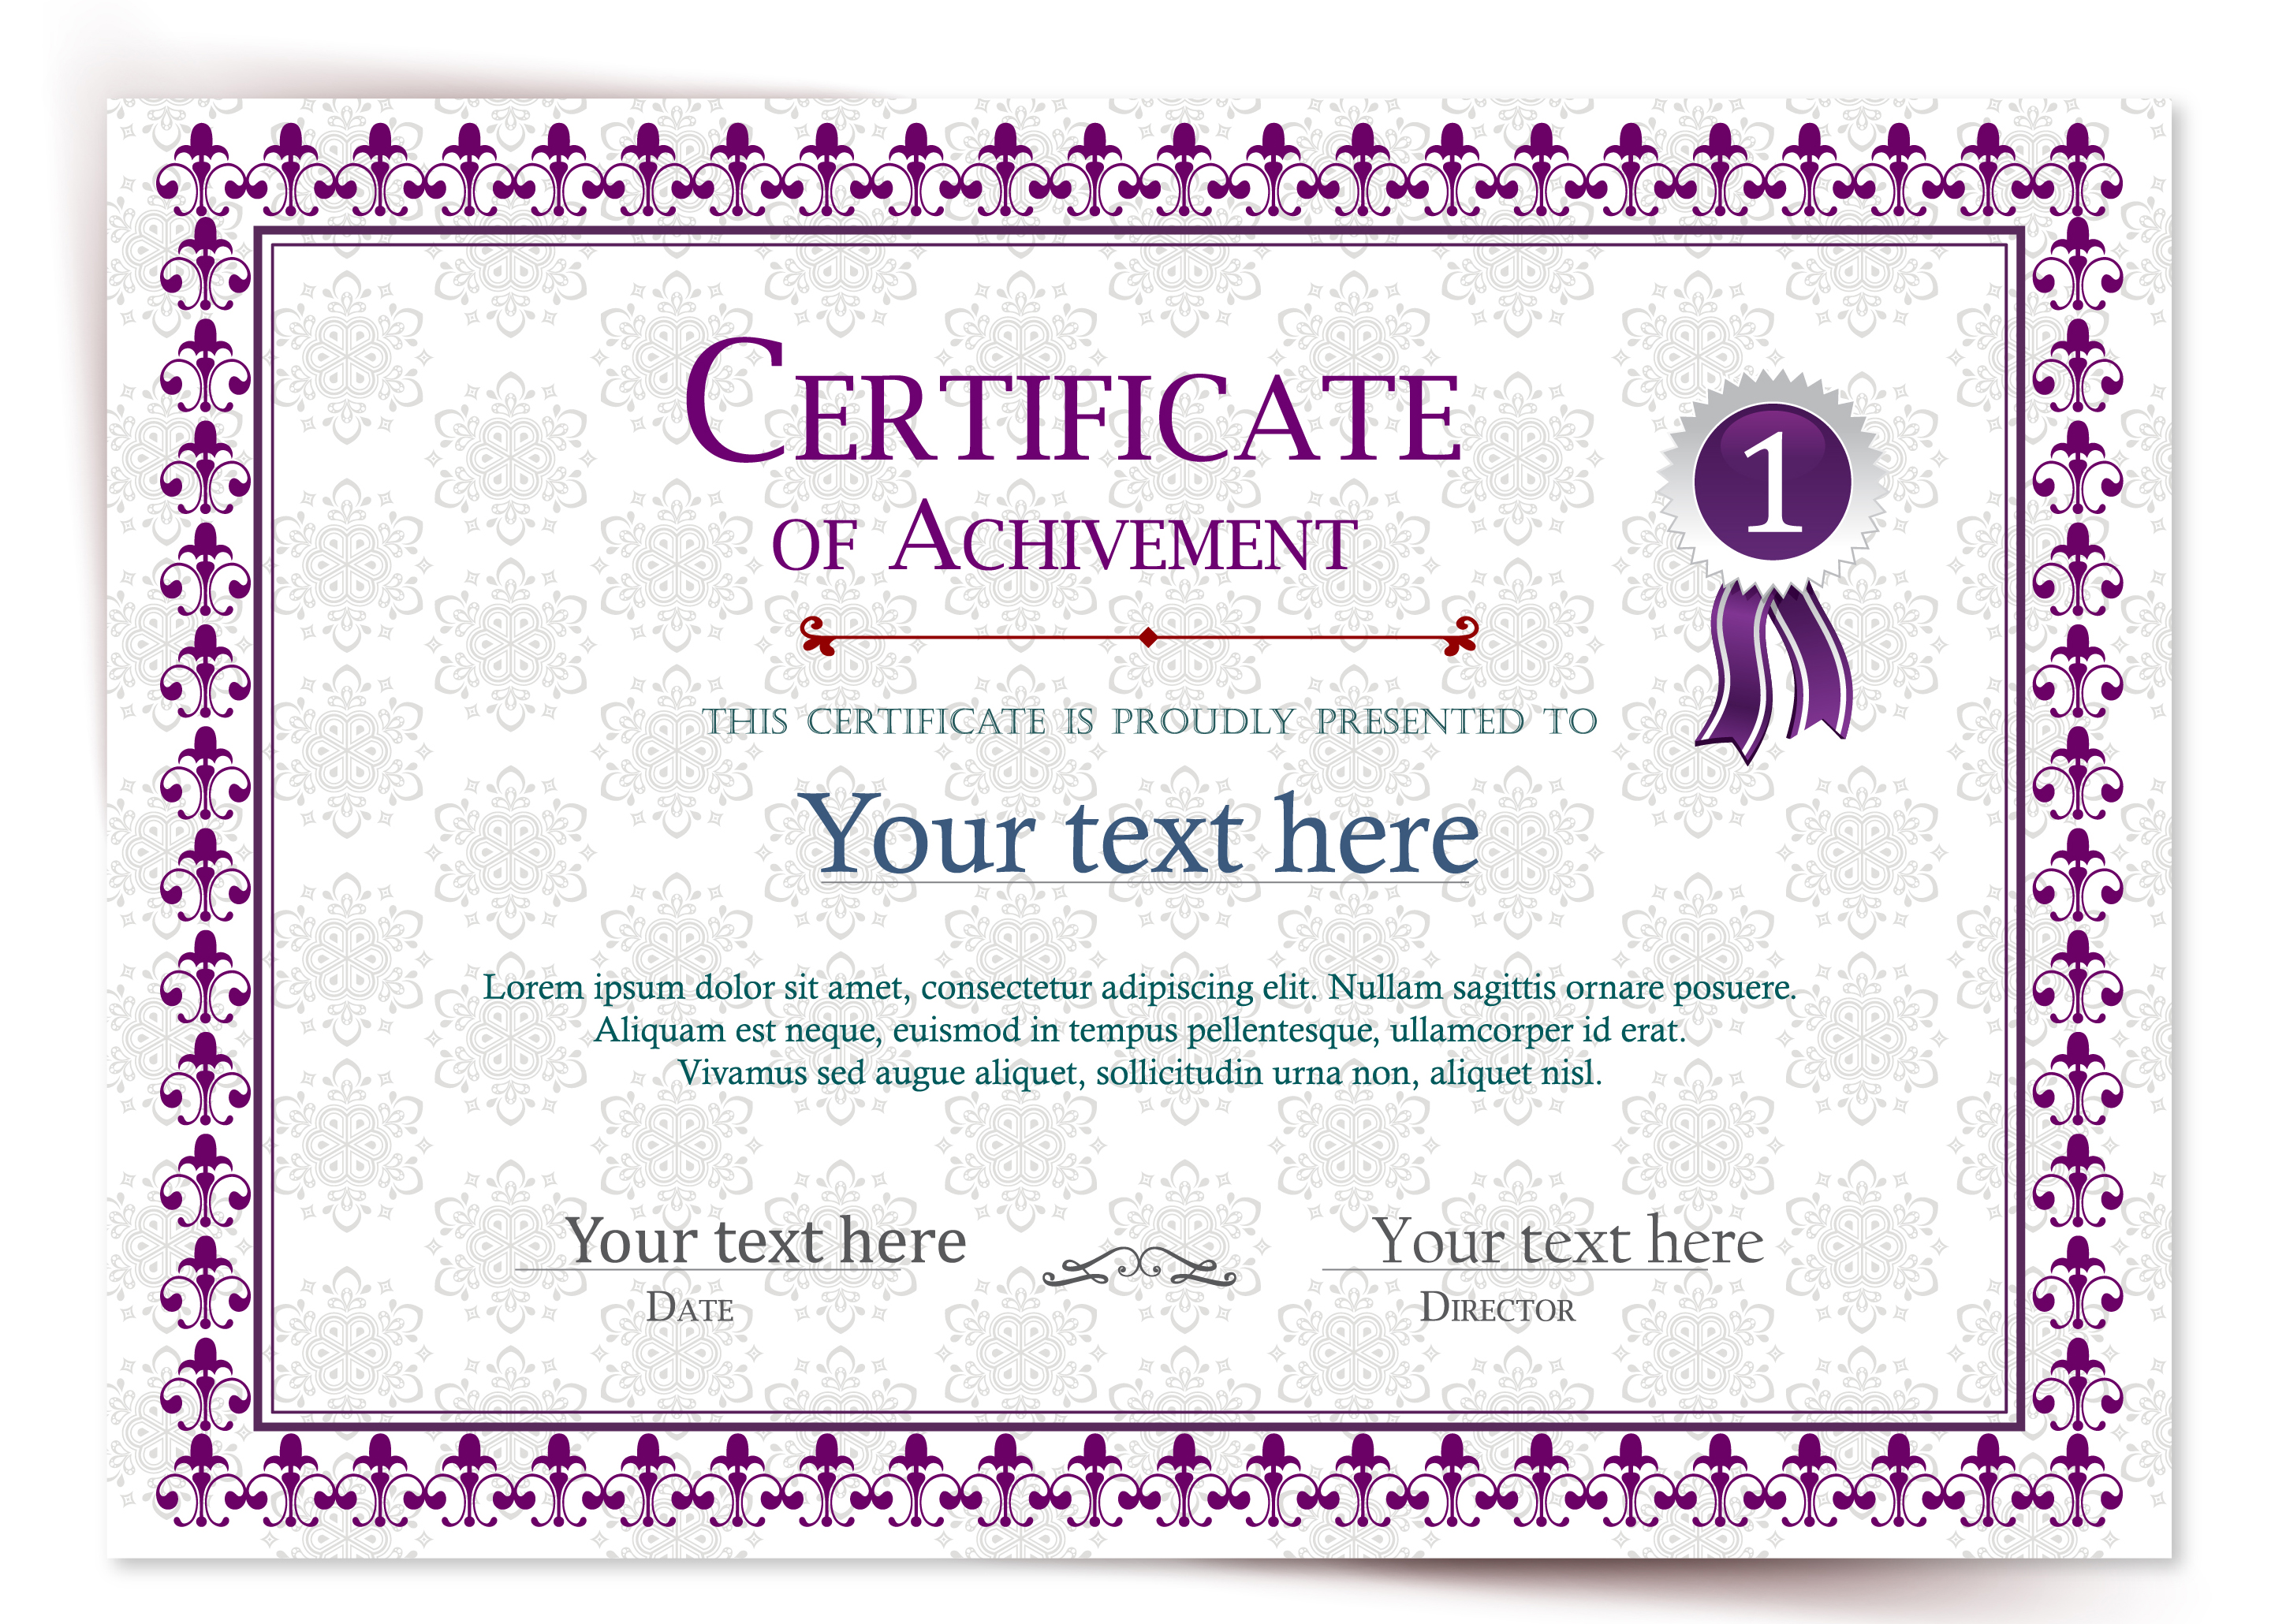 Certificate
of Achivement
1
THIS CERTIFICATE IS PROUDLY PRESENTED TO
Your text here
Lorem ipsum dolor sit amet, consectetur adipiscing elit. Nullam sagittis ornare posuere.
Aliquam est neque, euismod in tempus pellentesque, ullamcorper id erat.
Vivamus sed augue aliquet, sollicitudin urna non, aliquet nisl.
Your text here
Date
Your text here
Director